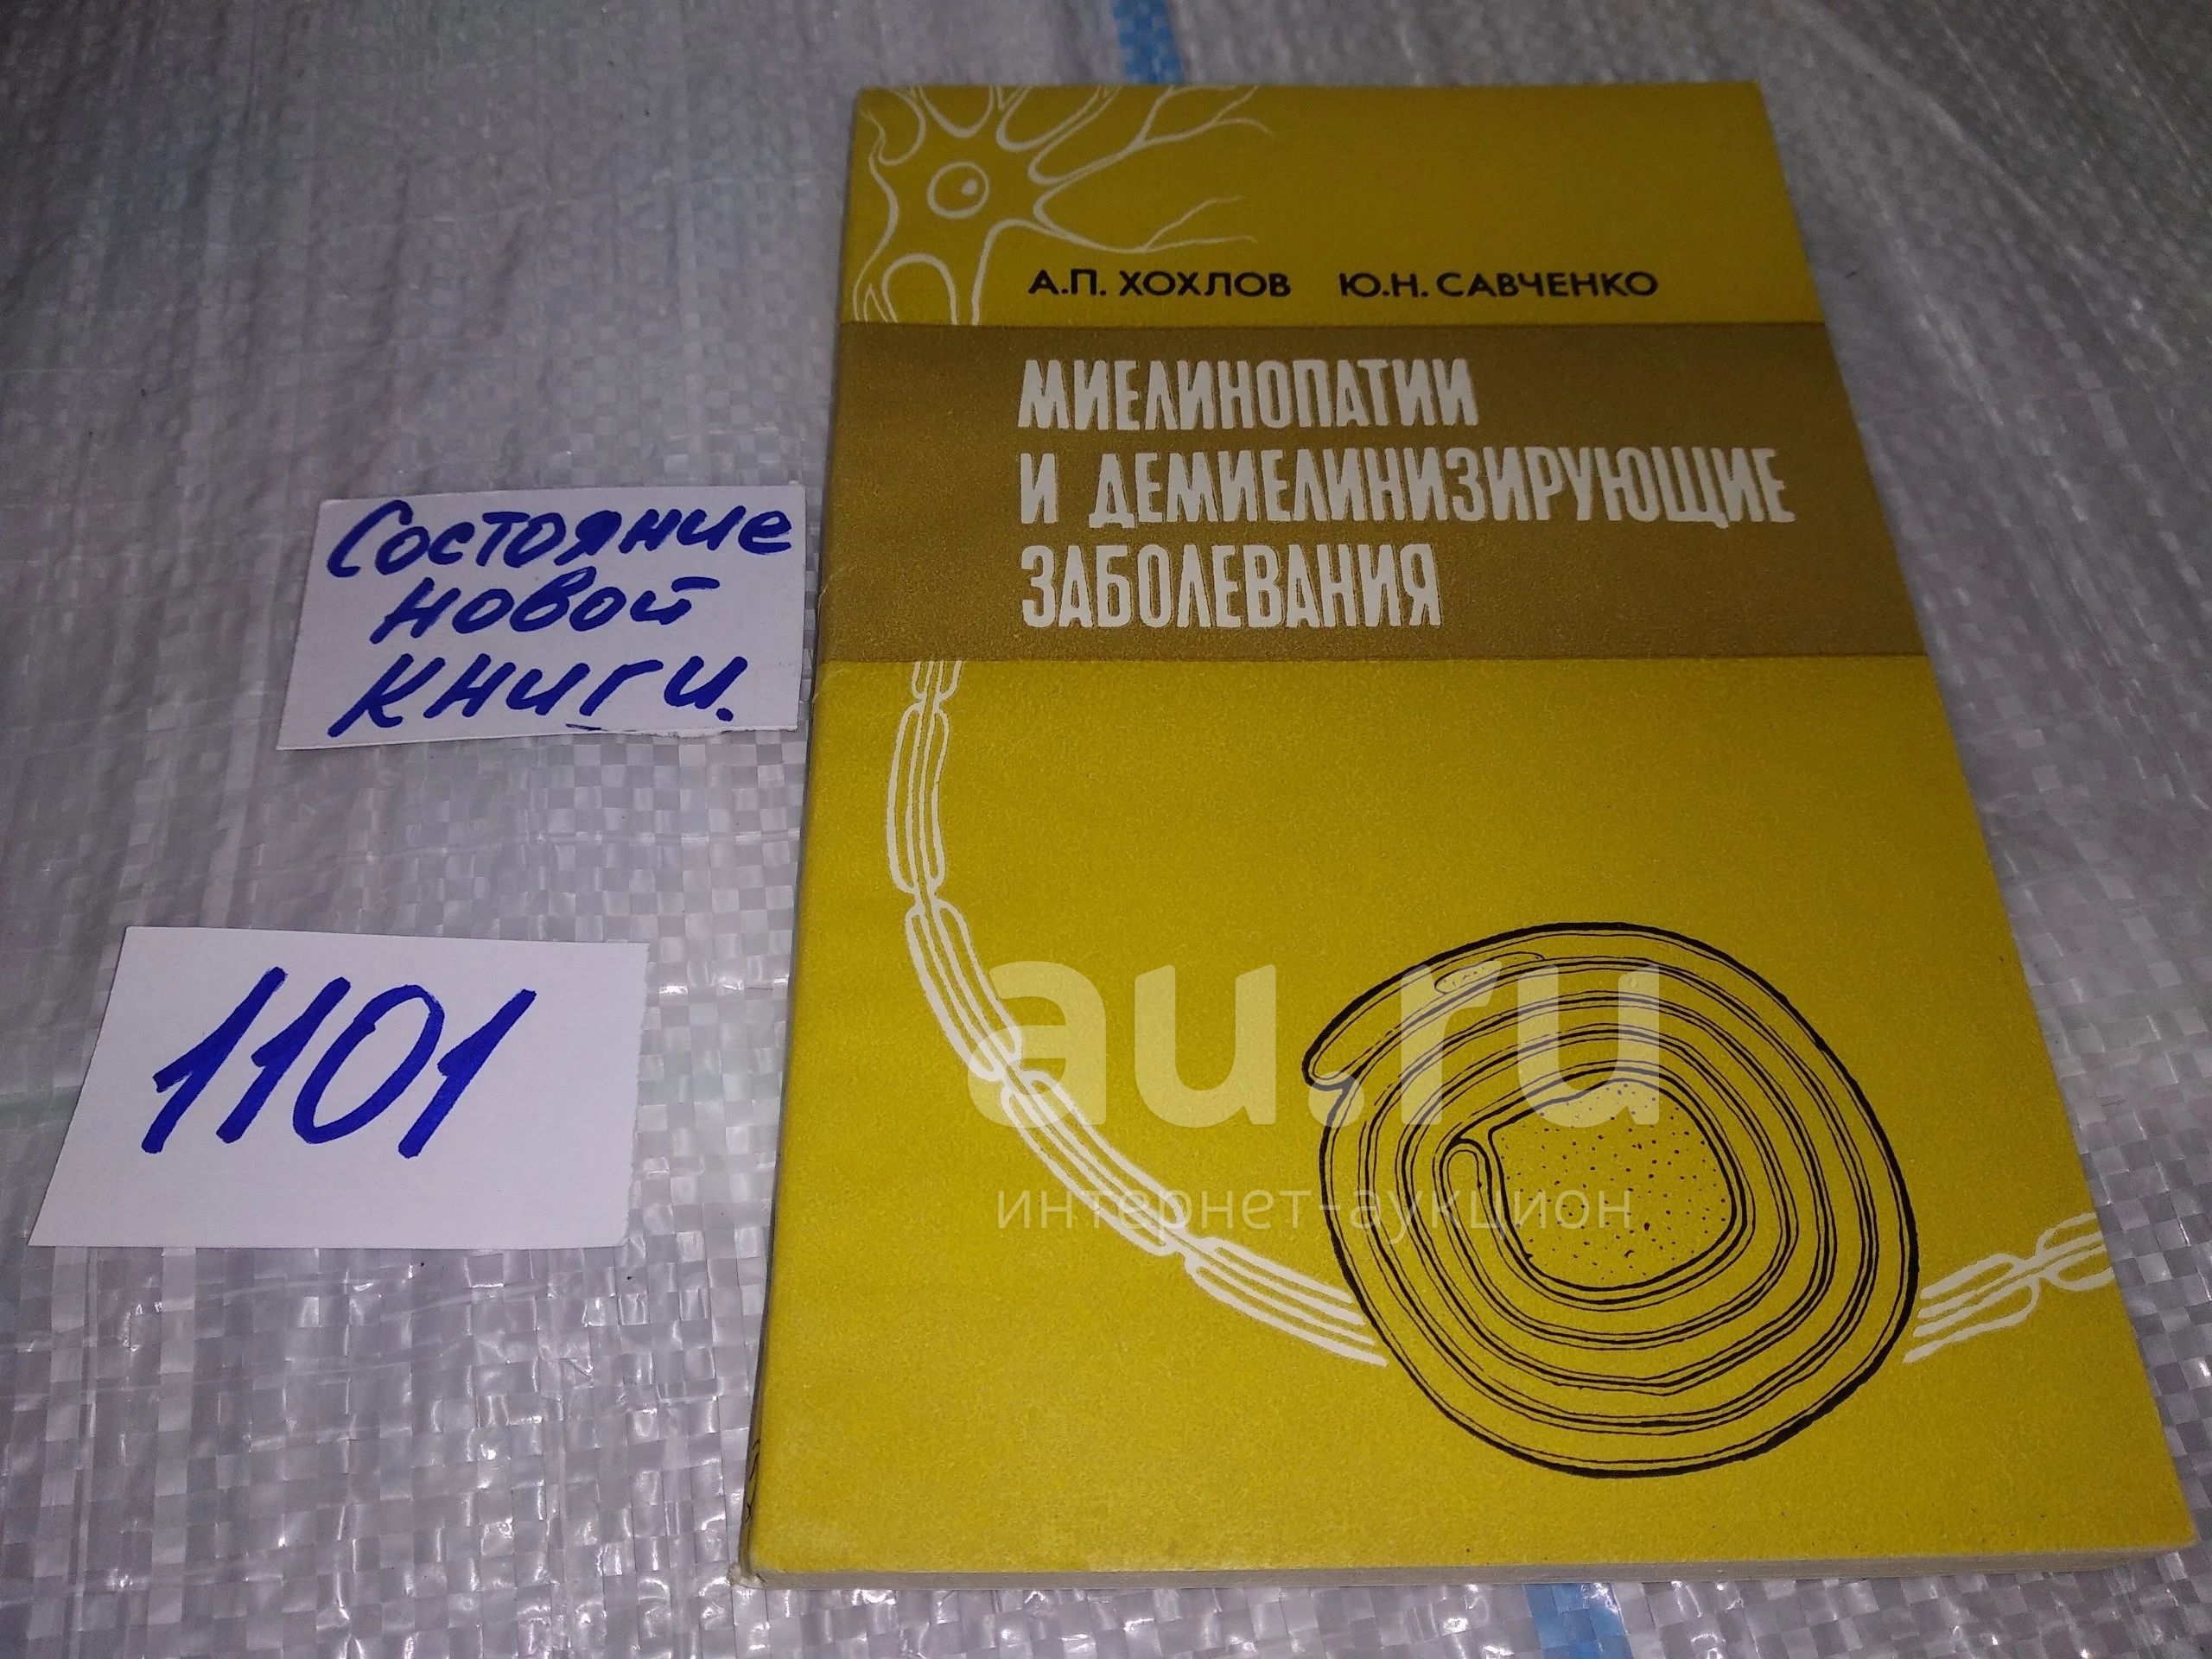 А.П. ХОХЛОВ Ю.Н. САВЧЕНКО
МИЕЛИНОПАТИИ
И ДЕМИЕЛИНИЗИРУЮЩИЕ
ЗАБОЛЕВАНИЯ
Состояние
новой
книги.
1101
au.ru
интернет-аукцион